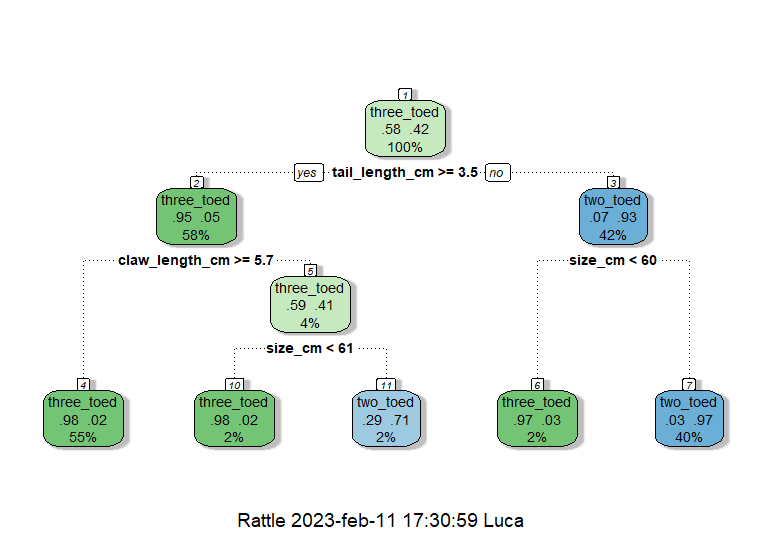 1
three_toed
.58 .42
100%
yes tail_length_cm >= 3.5 no
2
three_toed
.95 .05
58%
3
two_toed
.07 .93
42%
claw_length_cm >= 5.7
size_cm < 60
5
three_toed
.59 .41
4%
size_cm < 61
4
three_toed
.98 .02
55%
10
three_toed
.98 .02
2%
11
two_toed
.29 .71
2%
6
three_toed
.97 .03
2%
7
two_toed
.03 .97
40%
Rattle 2023-feb-11 17:30:59 Luca